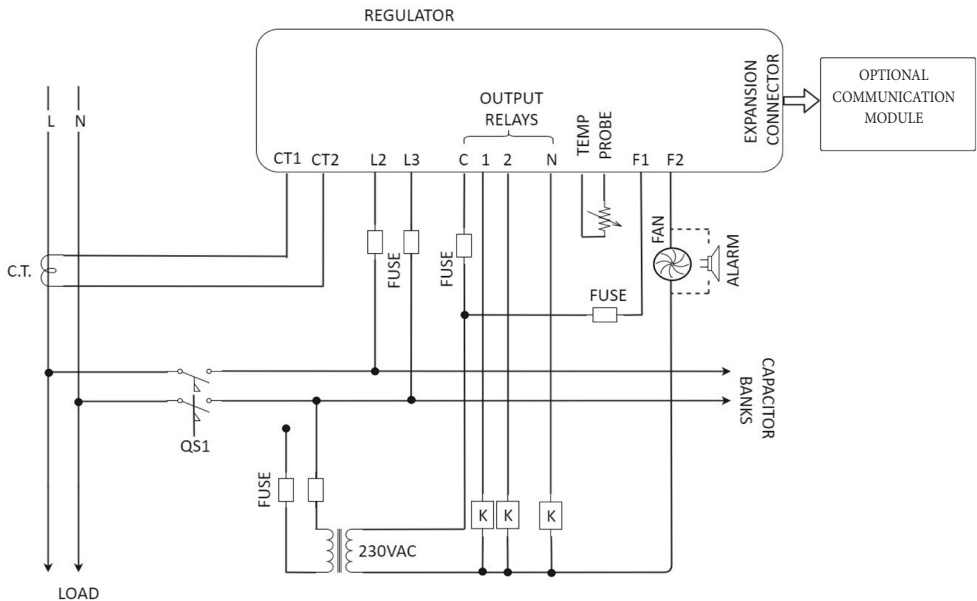 REGULATOR
EXPANSION
CONNECTOR
OPTIONAL
COMMUNICATION
MODULE
OUTPUT
RELAYS
TEMP
PROBE
L N
CT1 CT2 L2 L3 C 1 2 N F1 F2
C.T.
FUSE
FUSE
FAN
ALARM
FUSE
CAPACITOR
BANKS
QS1
FUSE
K K K
230VAC
LOAD